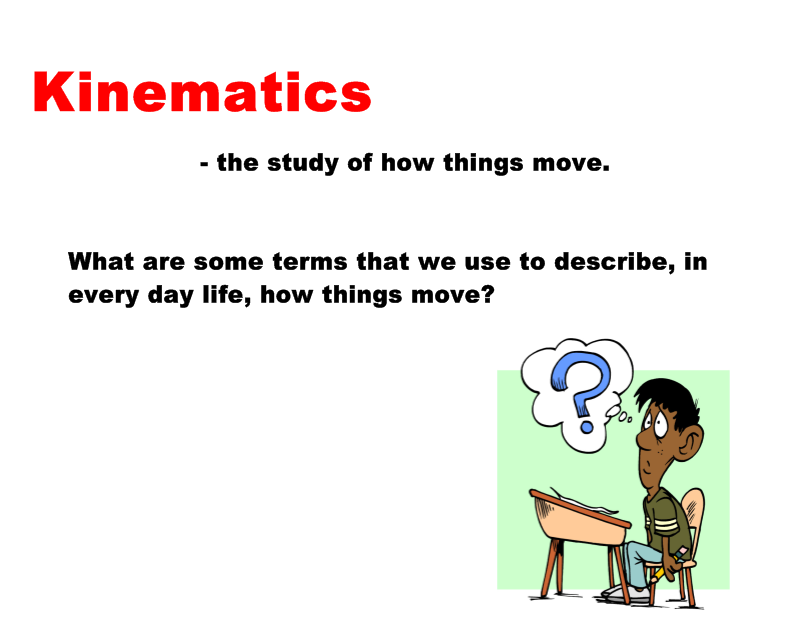 Kinematics
- the study of how things move.
What are some terms that we use to describe, in
every day life, how things move?
?